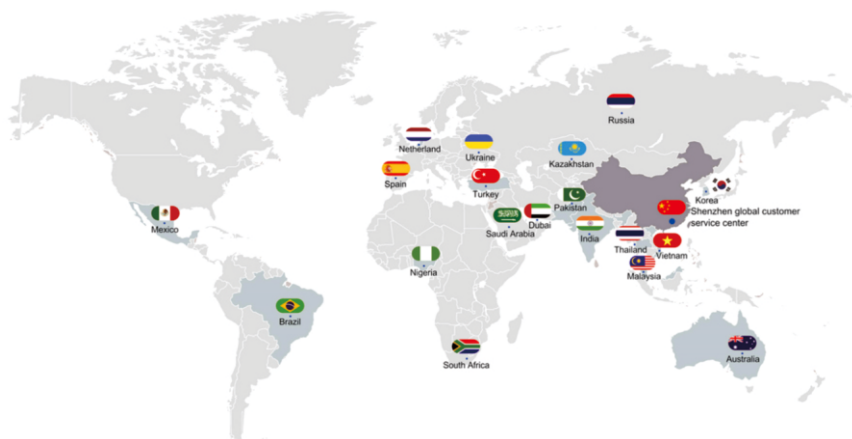 Russia
Netherland
Ukraine
Kazakhstan
Spain
Turkey
Korea
Pakistan
Shenzhen global customer
service center
Mexico
Dubai
Saudi Arabia
India
Thailand
Vietnam
Nigeria
Malaysia
Brazil
Australia
South Africa